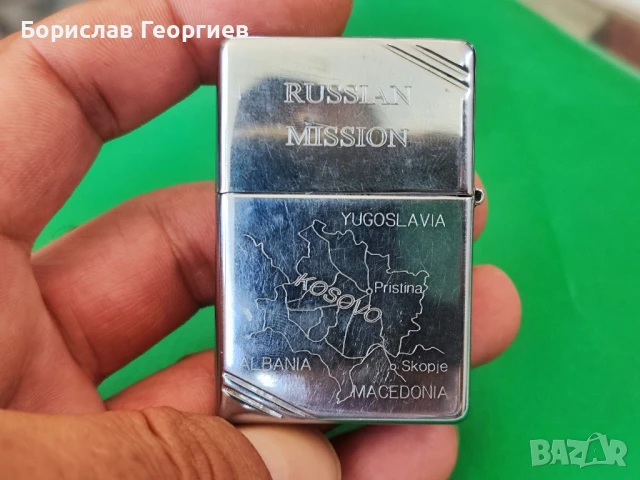 Борислав Георгиев
RUSSIAN
MISSION
YUGOSLAVIA
Pristina
KOSOVO
ALBANIA
Skopje
MACEDONIA
BAZAR